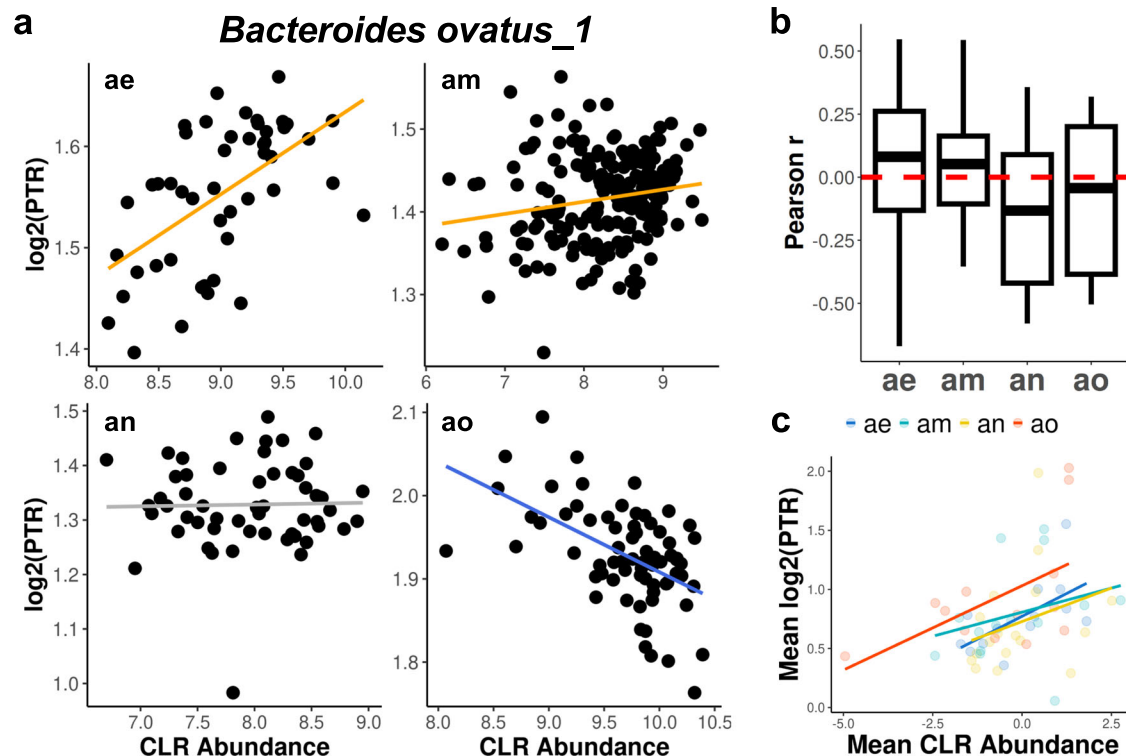 a
Bacteroides ovatus_1
ae
log2(PTR)
1.6
1.5
1.4
8.0 8.5 9.0 9.5 10.0
am
1.5
1.4
1.3
6 7 8 9
an
log2(PTR)
1.5
1.4
1.3
1.2
1.1
1.0
7.0 7.5 8.0 8.5 9.0
CLR Abundance
ao
2.1
2.0
1.9
1.8
8.0 8.5 9.0 9.5 10.0 10.5
CLR Abundance
b
Pearson r
0.50
0.25
0.00
-0.25
-0.50
ae am an ao
c
ae am an ao
Mean log2(PTR)
2.0
1.5
1.0
0.5
0.0
-5.0 -2.5 0.0 2.5
Mean CLR Abundance